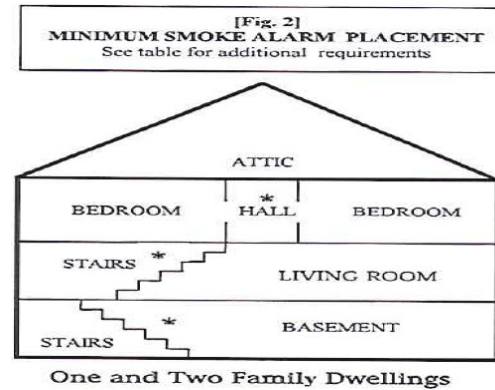 [Fig. 2]
MINIMUM SMOKE ALARM PLACEMENT
See table for additional requirements
ATTIC
BEDROOM
*
HALL
BEDROOM
STAIRS *
LIVING ROOM
*
BASEMENT
STAIRS
One and Two Family Dwellings